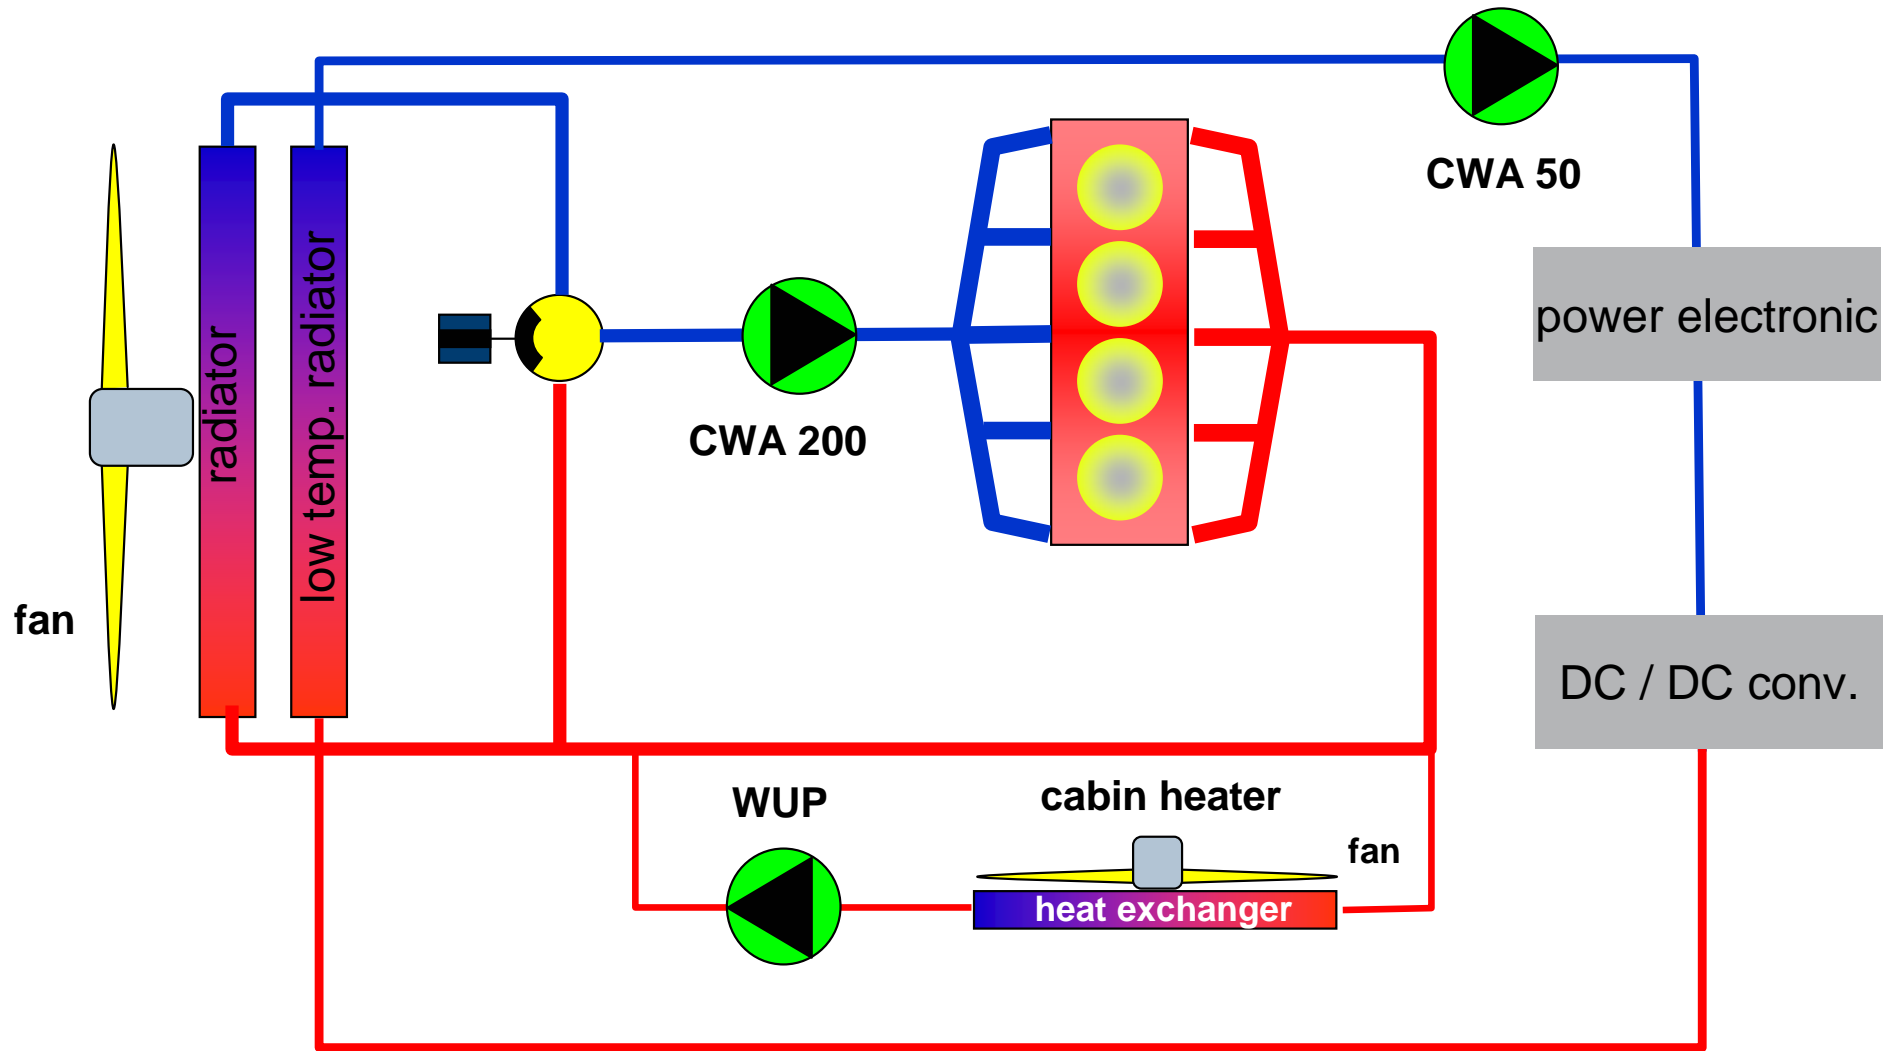 CWA 50
radiator
low temp. radiator
power electronic
CWA 200
fan
DC / DC conv.
WUP
cabin heater
fan
heat exchanger